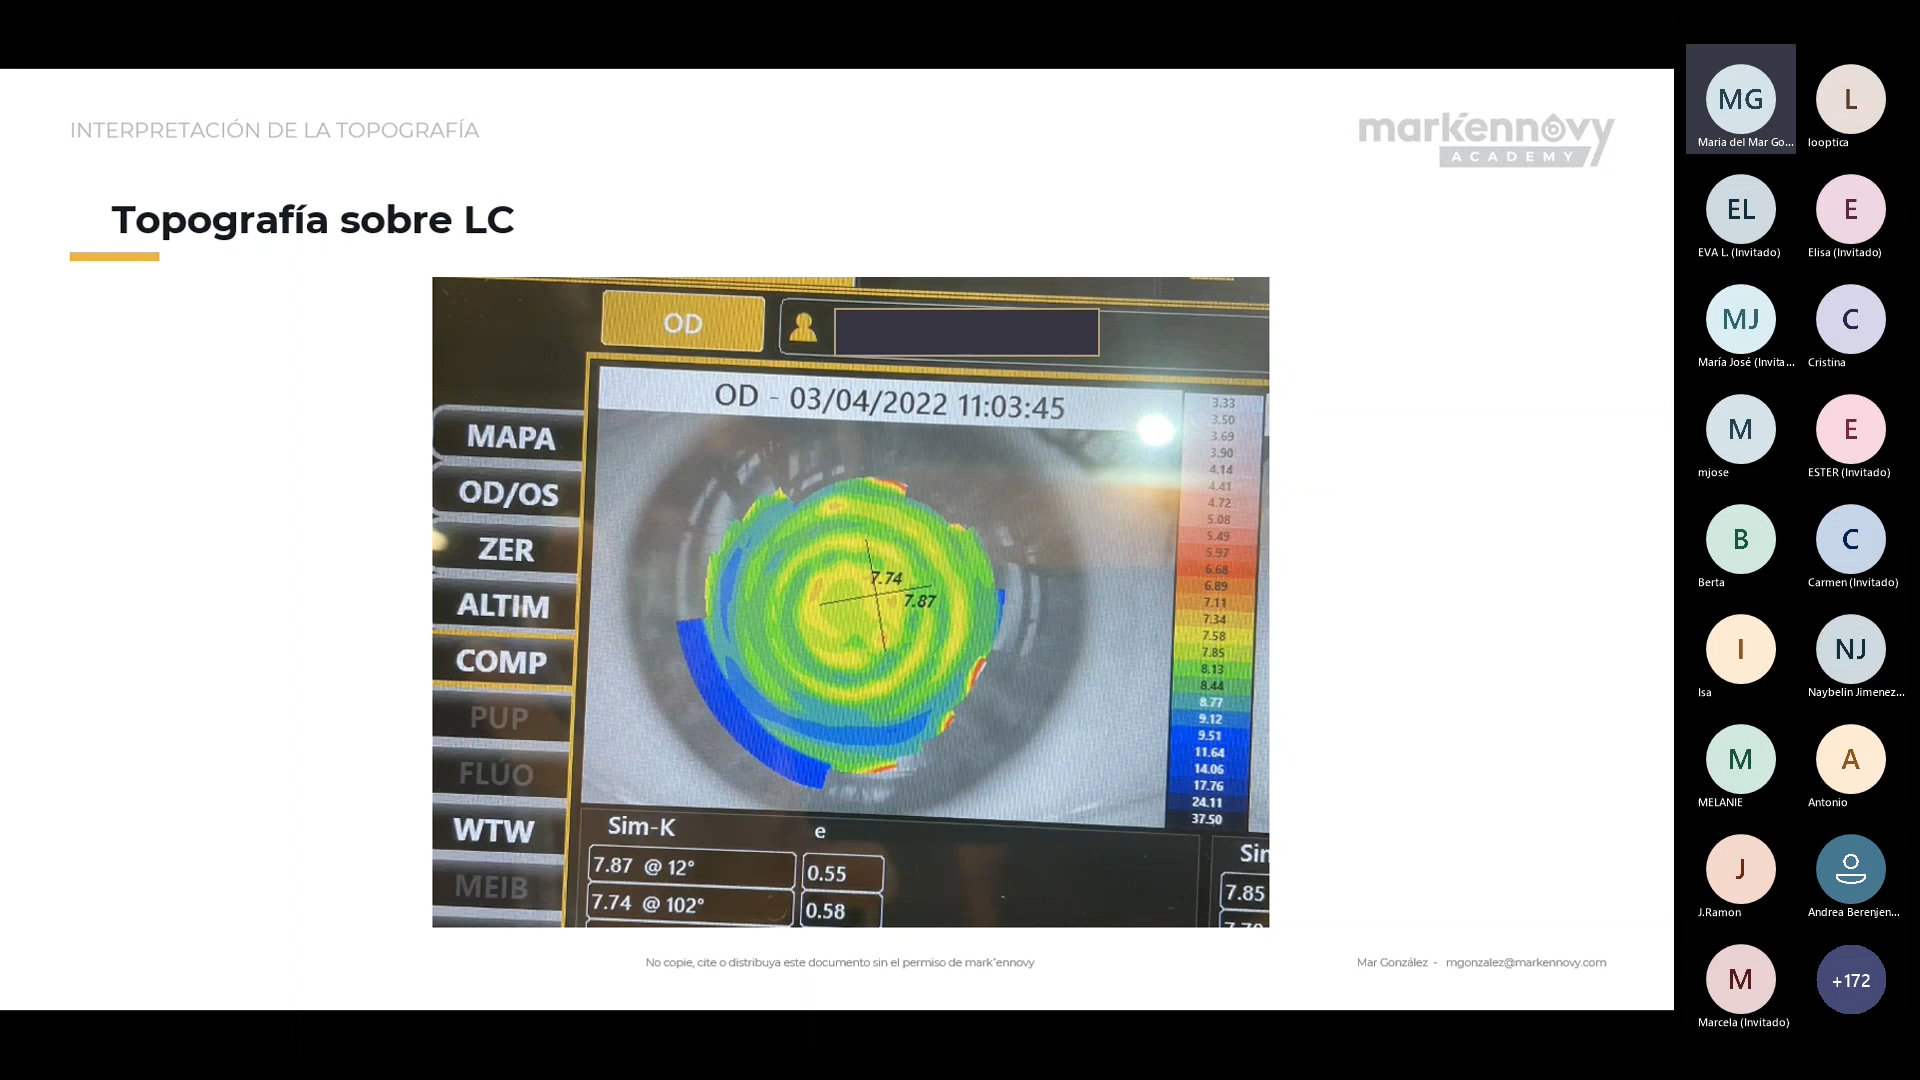 INTERPRETACIÓN DE LA TOPOGRAFÍA
mark'ennovy
ACADEMY
Topografía sobre LC
OD
OD - 03/04/2022 11:03:45
MAPA
OD/OS
ZER
ALTIM
COMP
PUP
FLÚO
WTW
MEIB
7.74
7.87
3.33
3.50
3.69
3.90
4.14
4.41
4.72
5.08
5.49
5.97
6.68
6.89
7.11
7.34
7.58
7.85
8.13
8.44
8.77
9.12
9.51
11.64
14.06
17.76
24.11
37.50
Sim-K e
7.87 @ 12° 0.55
7.74 @ 102° 0.58
Sim
7.85
No copie, cite o distribuya este documento sin el permiso de mark'ennovy
Mar González - mgonzalez@markennovy.com
MG
Maria del Mar Go...
L
looptica
EL
EVA L. (Invitado)
E
Elisa (Invitado)
MJ
María José (Invita...
C
Cristina
M
mjose
E
ESTER (Invitado)
B
Berta
C
Carmen (Invitado)
I
Isa
NJ
Naybelin Jimenez...
M
MELANIE
A
Antonio
J
J.Ramon
Andrea Berenjen...
M
Marcela (Invitado)
+172